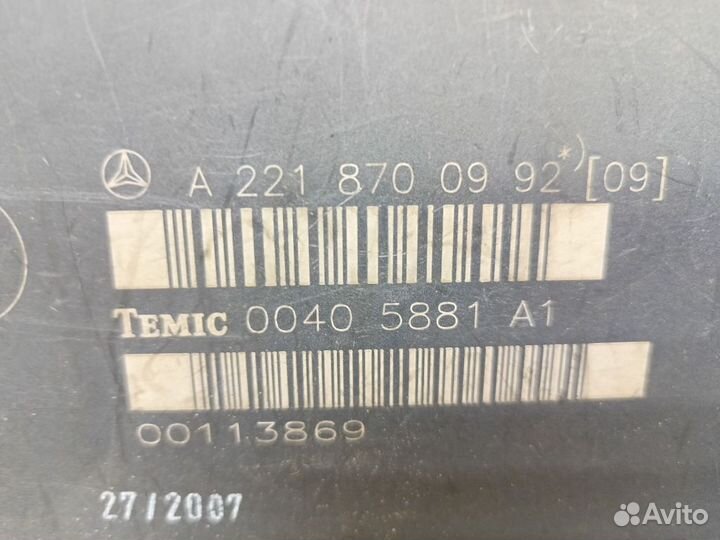 A 221 870 09 92*) [09]
TEMIC 0040 5881 A1
00113869
27/2007
Avito